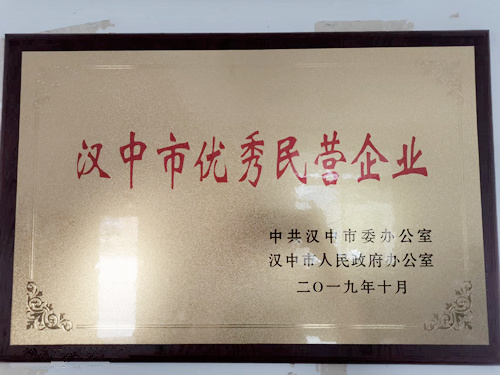 汉中市优秀民营企业
中共汉中市委办公室
汉中市人民政府办公室
二〇一九年十月